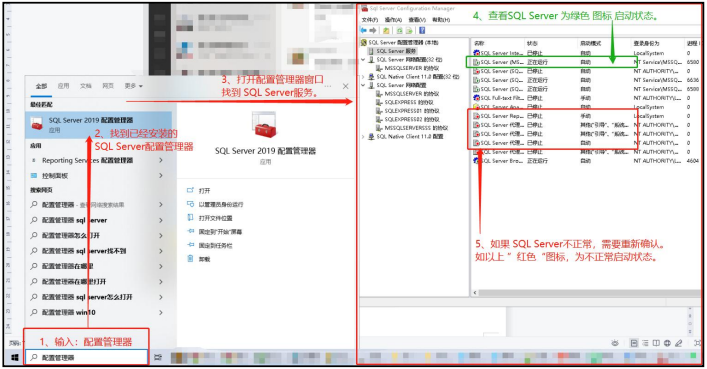 全部 应用 文档 网页 更多
最佳匹配
SQL Server 2019 配置管理器
应用
应用
Reporting Services 配置管理器
控制面板
搜索网页
配置管理器 - 查看网络搜索结果
配置管理器 sql server
配置管理器怎么打开
配置管理器 sql server找不到
配置管理器在哪里
配置管理器在哪里打开
配置管理器 sql server怎么打开
配置管理器 win10
1、输入：配置管理器
配置管理器
2、找到已经安装的
SQL Server配置管理器
SQL Server 2019 配置管理器
应用
打开
以管理员身份运行
打开文件位置
固定到"开始"屏幕
固定到任务栏
卸载
3、打开配置管理器窗口
找到 SQL Server服务。
Sql Server Configuration Manager
文件(F) 操作(A) 查看(V) 帮助(H)
4、查看SQL Server 为绿色 图标 启动状态。
SQL Server 配置管理器 (本地)
SQL Server 服务
SQL Server 网络配置(32 位)
MSSQLSERVER 的协议
SQL Native Client 11.0 配置(32 位)
SQL Server 网络配置
MSSQLSERVER 的协议
SQLEXPRESS 的协议
SQLEXPRESS01 的协议
SQLEXPRESS02 的协议
MSSQLSERVERSSS 的协议
SQL Native Client 11.0 配置
名称 状态 启动模式 登录身份为 进程 I
SQL Server Inte... 已停止 自动 LocalSystem 0
SQL Server (MS... 正在运行 自动 NT Service\MSSQ... 6580
SQL Server (SQ... 已停止 自动 NT AUTHORITY\... 0
SQL Server (MS... 正在运行 自动 NT Service\MSSQ... 6636
SQL Server (SQ... 已停止 自动 NT AUTHORITY\... 0
SQL Server (SQ... 正在运行 自动 NT Service\MSSQ... 6588
SQL Full-text Filt... 已停止 手动 NT AUTHORITY\... 0
SQL Server Ana... 已停止 自动 LocalSystem 0
SQL Server Rep... 已停止 手动 LocalSystem 0
SQL Server 代理... 已停止 其他("引导"、"系统... NT AUTHORITY\... 0
SQL Server 代理... 已停止 其他("引导"、"系统... NT AUTHORITY\... 0
SQL Server 代理... 已停止 自动 NT AUTHORITY\... 0
SQL Server 代理... 已停止 其他("引导"、"系统... NT AUTHORITY\... 0
SQL Server Bro... 正在运行 自动 NT AUTHORITY\... 4604
5、如果 SQL Server不正常，需要重新确认。
如以上 " 红色 "图标，为不正常启动状态。